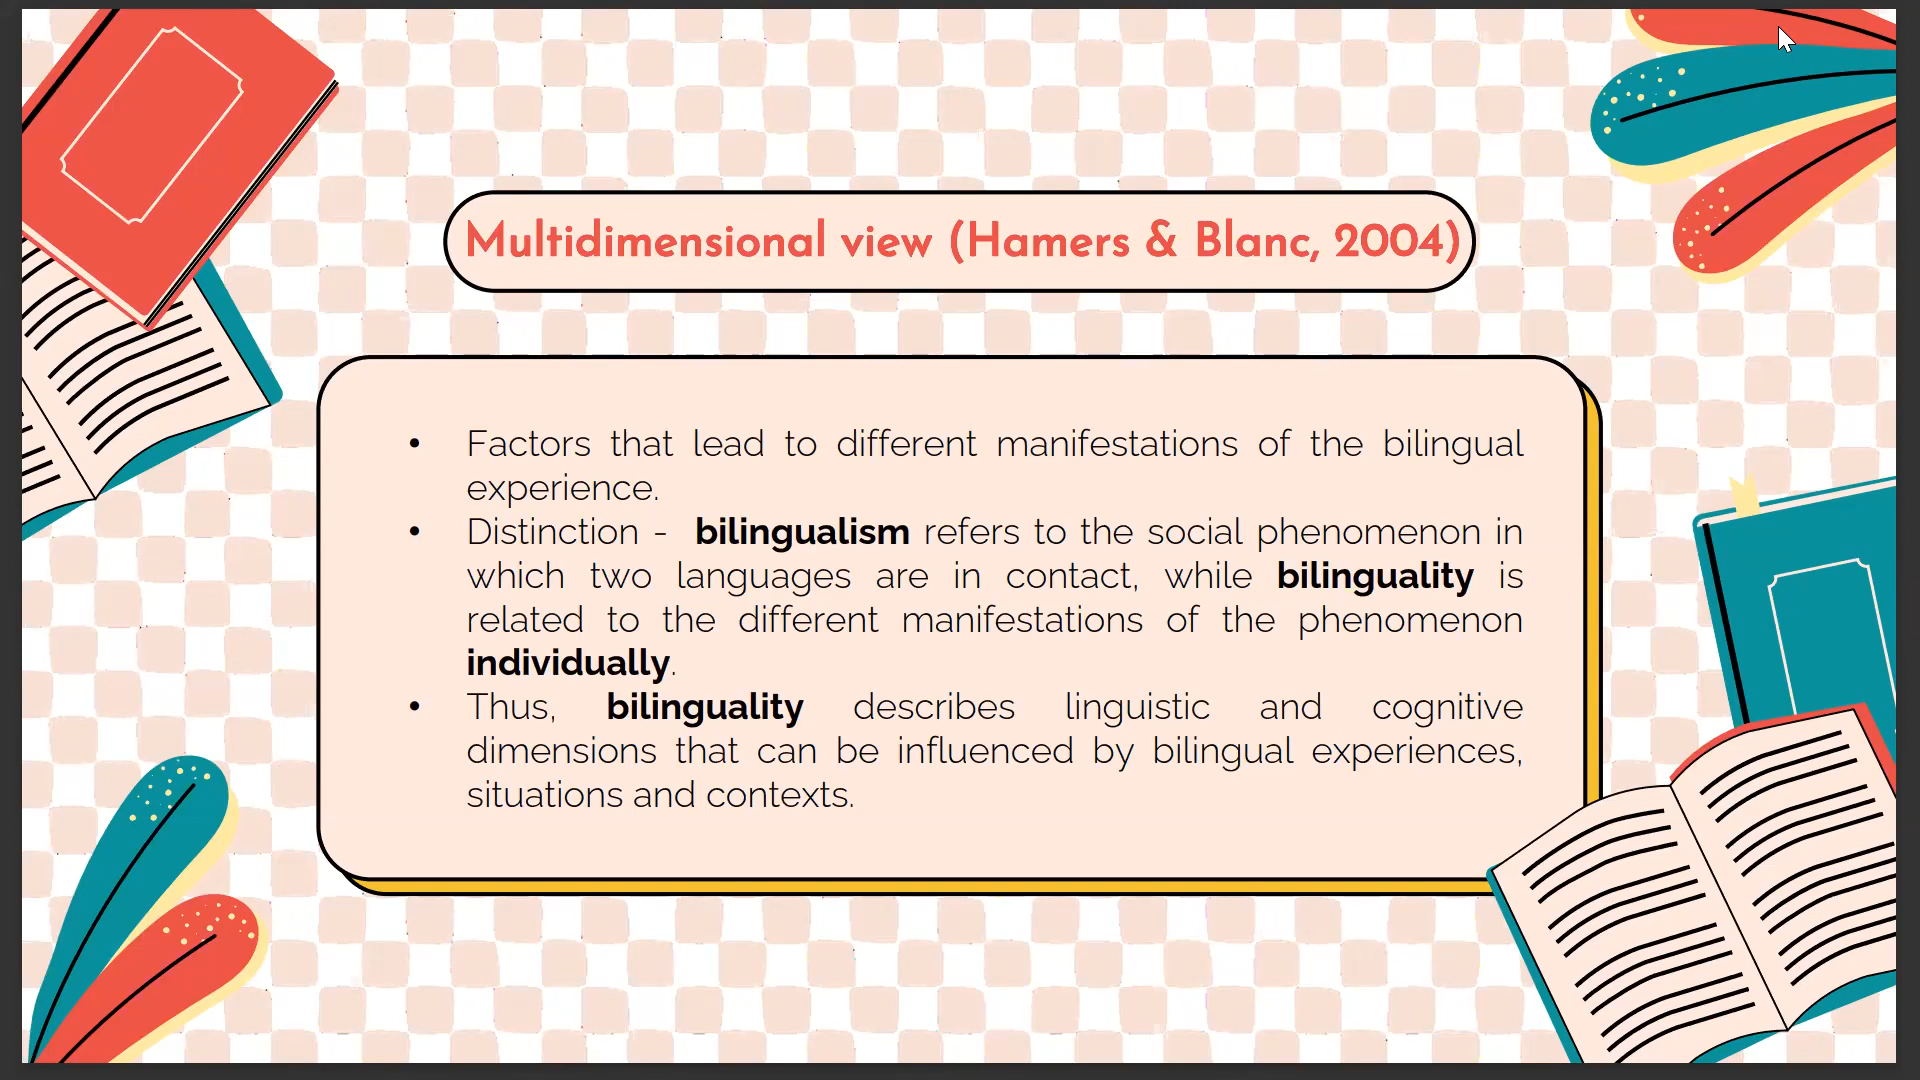 Multidimensional view (Hamers & Blanc, 2004)
• Factors that lead to different manifestations of the bilingual
experience.
• Distinction - bilingualism refers to the social phenomenon in
which two languages are in contact, while bilinguality is
related to the different manifestations of the phenomenon
individually.
• Thus, bilinguality describes linguistic and cognitive
dimensions that can be influenced by bilingual experiences,
situations and contexts.